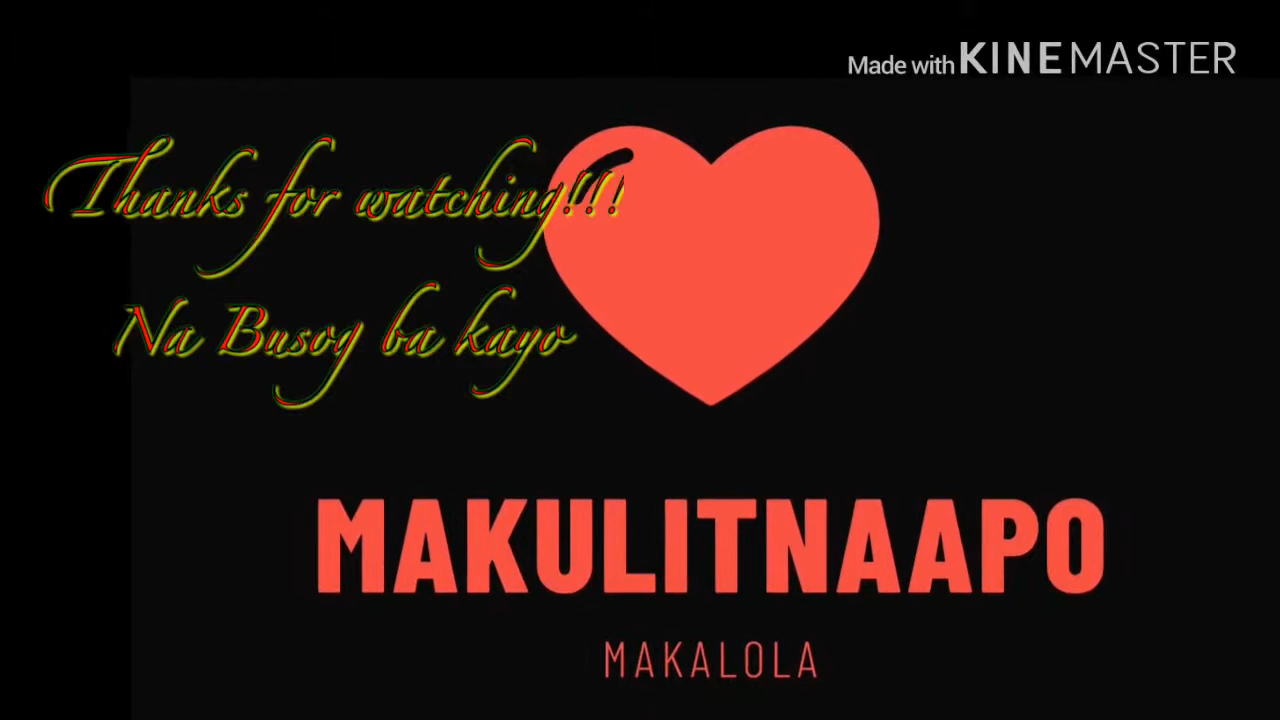 Made with KINEMASTER
Thanks for watching!!!
Na Busog ba kayo
MAKULITNAAPO
MAKALOLA